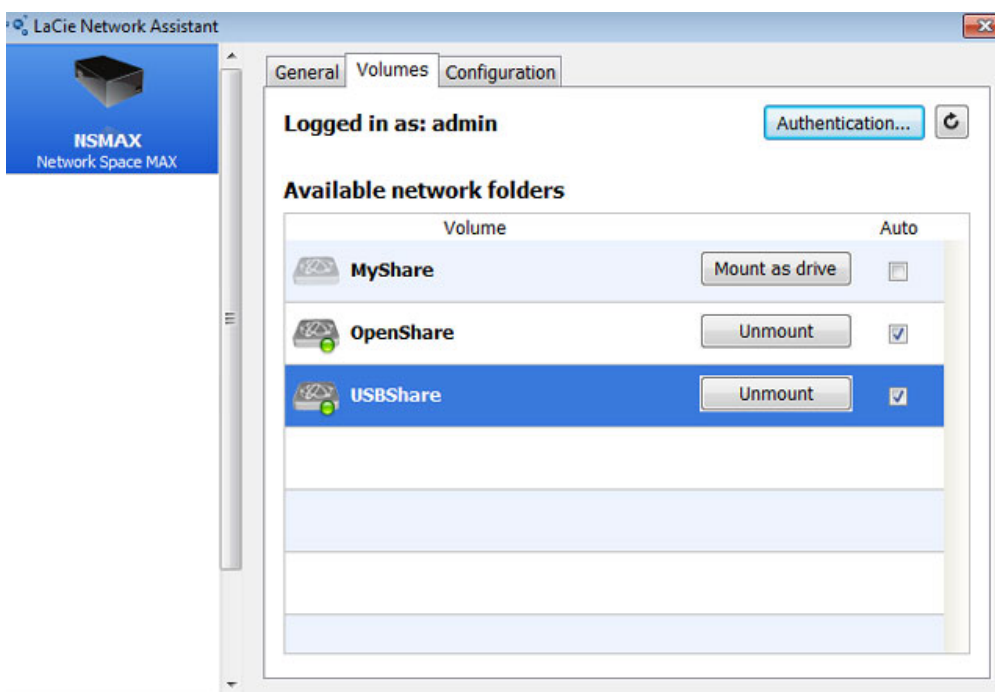 LaCie Network Assistant
NSMAX
Network Space MAX
General Volumes Configuration
Logged in as: admin Authentication...
Available network folders
Volume Auto
MyShare Mount as drive
OpenShare Unmount
USBShare Unmount